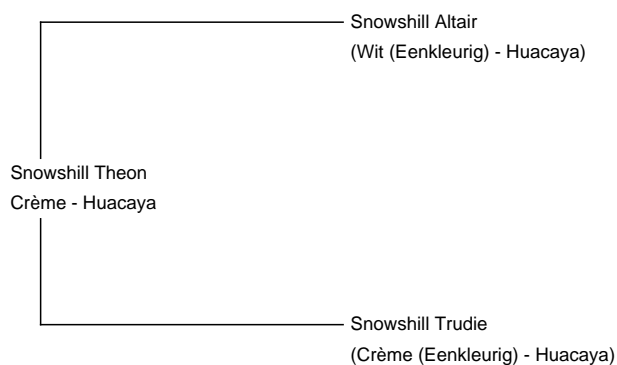 Snowshill Altair
(Wit (Eenkleurig) - Huacaya)
Snowshill Theon
Crème - Huacaya
Snowshill Trudie
(Crème (Eenkleurig) - Huacaya)